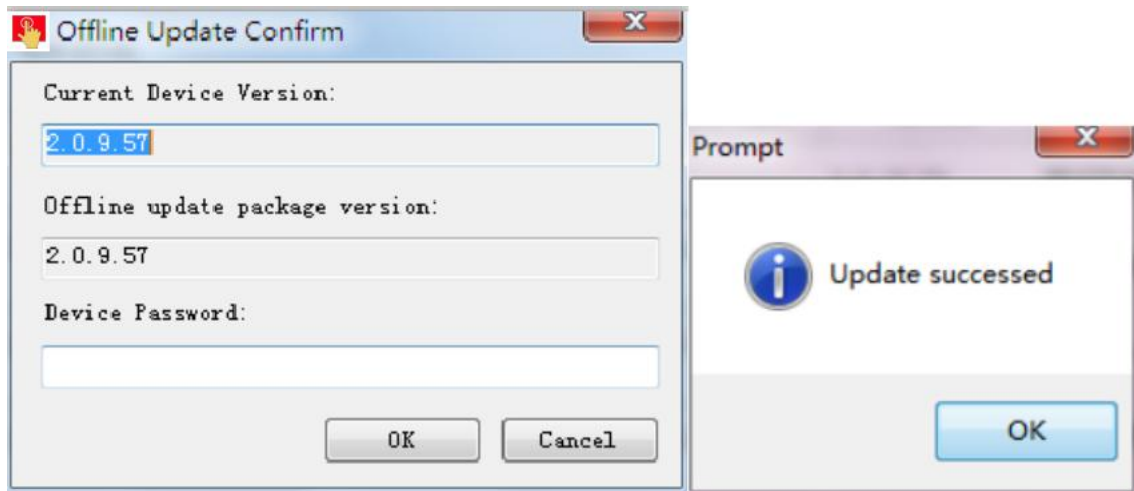 Offline Update Confirm
Current Device Version:
2.0.9.57
Offline update package version:
2.0.9.57
Device Password:
OK
Cancel
Prompt
Update successed
OK